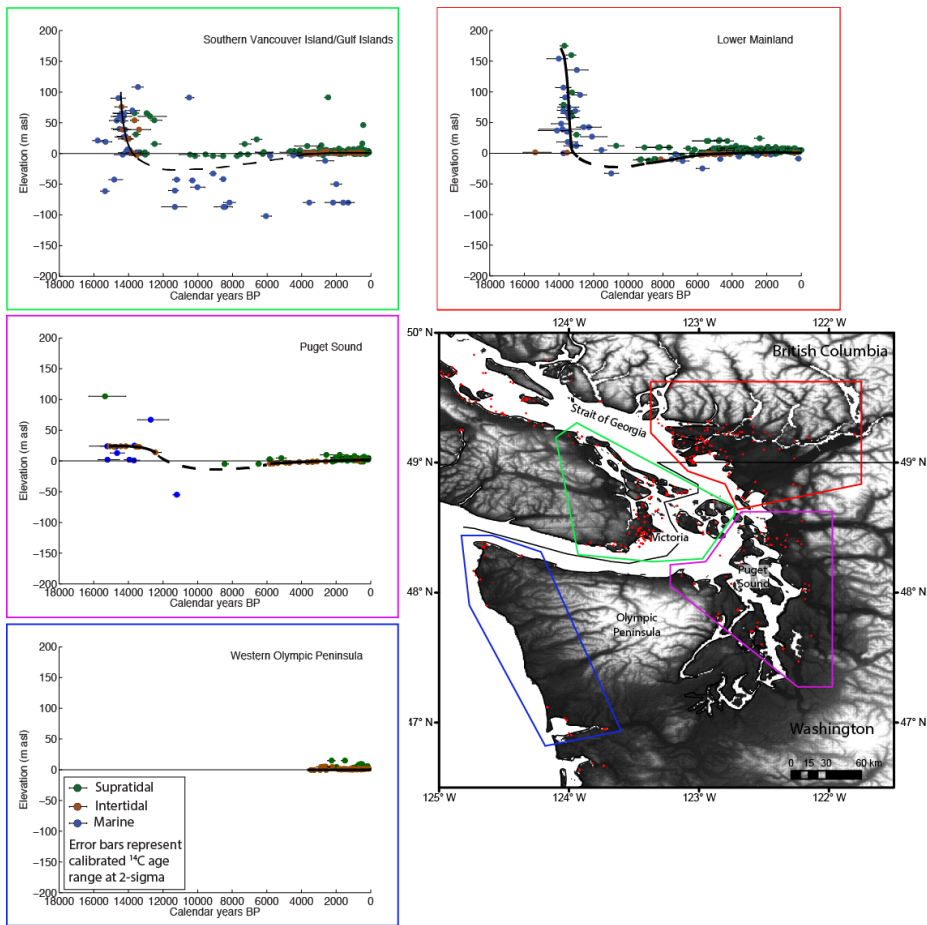 Southern Vancouver Island/Gulf Islands
Elevation (m asl)
200
150
100
50
0
−50
−100
−150
−200
18000 16000 14000 12000 10000 8000 6000 4000 2000 0
Calendar years BP
Lower Mainland
Elevation (m asl)
200
150
100
50
0
−50
−100
−150
−200
18000 16000 14000 12000 10000 8000 6000 4000 2000 0
Calendar years BP
Puget Sound
Elevation (m asl)
200
150
100
50
0
−50
−100
−150
−200
18000 16000 14000 12000 10000 8000 6000 4000 2000 0
Calendar years BP
Western Olympic Peninsula
Elevation (m asl)
200
150
100
50
0
−50
−100
−150
−200
Supratidal
Intertidal
Marine
Error bars represent
calibrated ¹⁴C age
range at 2-sigma
18000 16000 14000 12000 10000 8000 6000 4000 2000 0
Calendar years BP
124° W 123° W 122° W
50° N
British Columbia
Strait of Georgia
49° N 49° N
Victoria
Puget
Sound
48° N 48° N
Olympic
Peninsula
47° N 47° N
Washington
0 15 30 60 km
125° W 124° W 123° W 122° W